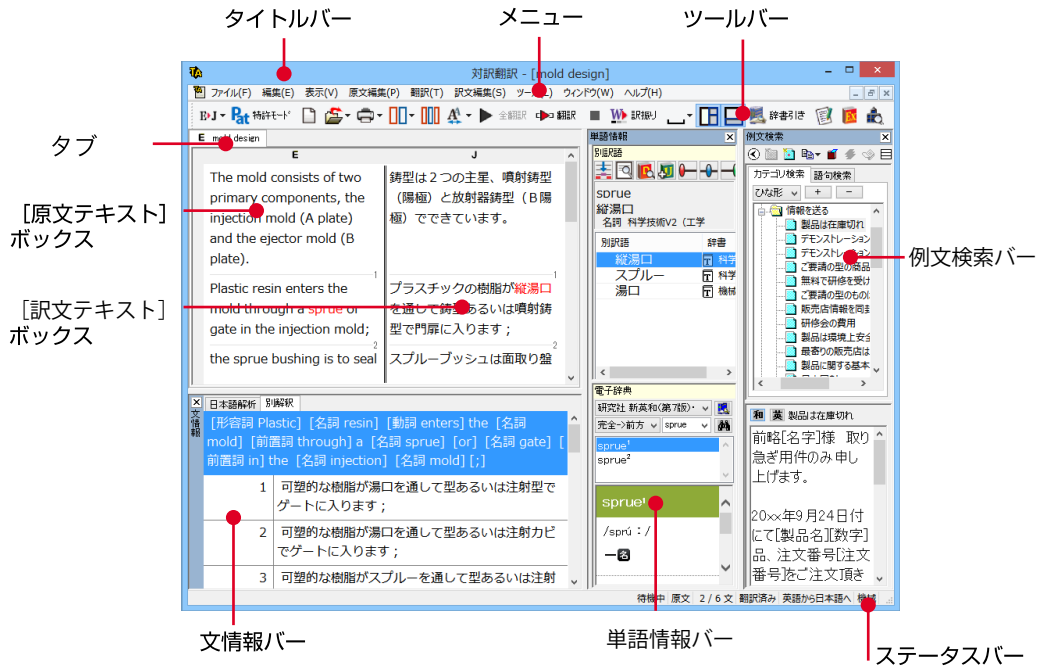 タイトルバー
メニュー
ツールバー
対訳翻訳 - [mold design]
ファイル(F) 編集(E) 表示(V) 原文編集(P) 翻訳(T) 訳文編集(S) ウィンドウ(W) ヘルプ(H)
Pat 特許ﾓｰﾄﾞ 全翻訳 翻訳 訳振り 辞書引き
タブ
E mold design
E J
The mold consists of two
primary components, the
injection mold (A plate)
and the ejector mold (B
plate).
1
鋳型は２つの主星、噴射鋳型
（陽極）と放射器鋳型（Ｂ陽
極）でできています。
1
Plastic resin enters the
mold through a sprue or
gate in the injection mold;
2
プラスチックの樹脂が縦湯口
を通して鋳型あるいは噴射鋳
型で門扉に入ります；
2
the sprue bushing is to seal
スプルーブッシュは面取り盤
［原文テキスト］
ボックス
［訳文テキスト］
ボックス
単語情報
別訳語
sprue
縦湯口
名詞 科学技術V2（工学
別訳語 辞書
縦湯口 科学
スプルー 科学
湯口 機械
電子辞典
研究社 新英和(第7版)・
完全->前方 sprue
sprue¹
sprue²
sprue¹
/sprúː/
━名
例文検索
カテゴリ検索 語句検索
ひな形 + −
情報を送る
製品は在庫切れ
デモンストレーション
デモンストレーション
ご要請の型の商品
無料で研修を受け
ご要請の型のもの
販売店情報を同封
研修会の費用
製品は環境上安全
最寄りの販売店は
製品に関する基本
例文検索バー
和 英 製品は在庫切れ
前略[名字]様 取り
急ぎ用件のみ申し
上げます。
20××年9月24日付
にて[製品名][数字]
品、注文番号[注文
番号]をご注文頂き
文情報
日本語解析 別解釈
[形容詞 Plastic] [名詞 resin] [動詞 enters] the [名詞
mold] [前置詞 through] a [名詞 sprue] [or] [名詞 gate] [
前置詞 in] the [名詞 injection] [名詞 mold] [;]
1 可塑的な樹脂が湯口を通して型あるいは注射型で
ゲートに入ります；
2 可塑的な樹脂が湯口を通して型あるいは注射カビ
でゲートに入ります；
3 可塑的な樹脂がスプルーを通して型あるいは注射
待機中 原文 2 / 6 文 翻訳済み 英語から日本語へ 機械
文情報バー
単語情報バー
ステータスバー